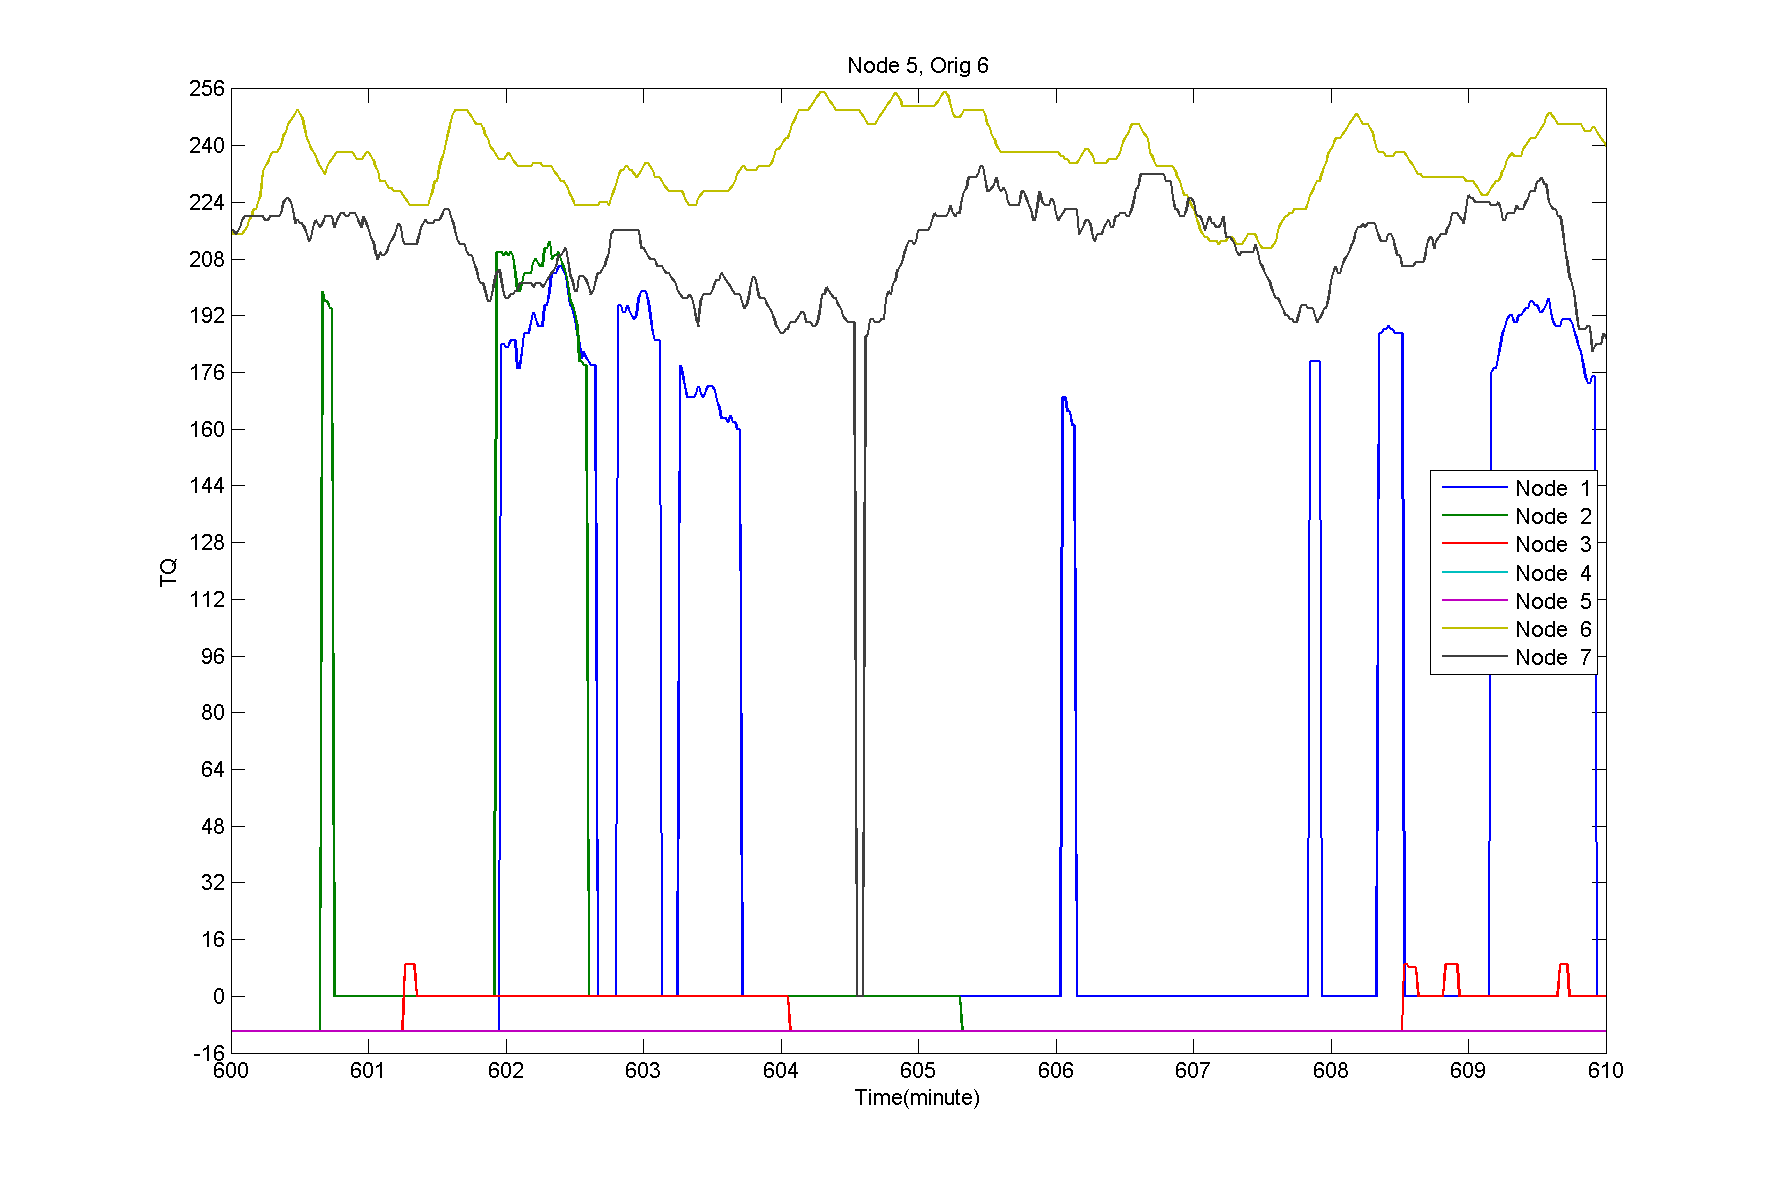 Node 5, Orig 6
256
240
224
208
192
176
160
144
128
112
96
80
64
48
32
16
0
-16
TQ
Node 1
Node 2
Node 3
Node 4
Node 5
Node 6
Node 7
600 601 602 603 604 605 606 607 608 609 610
Time(minute)